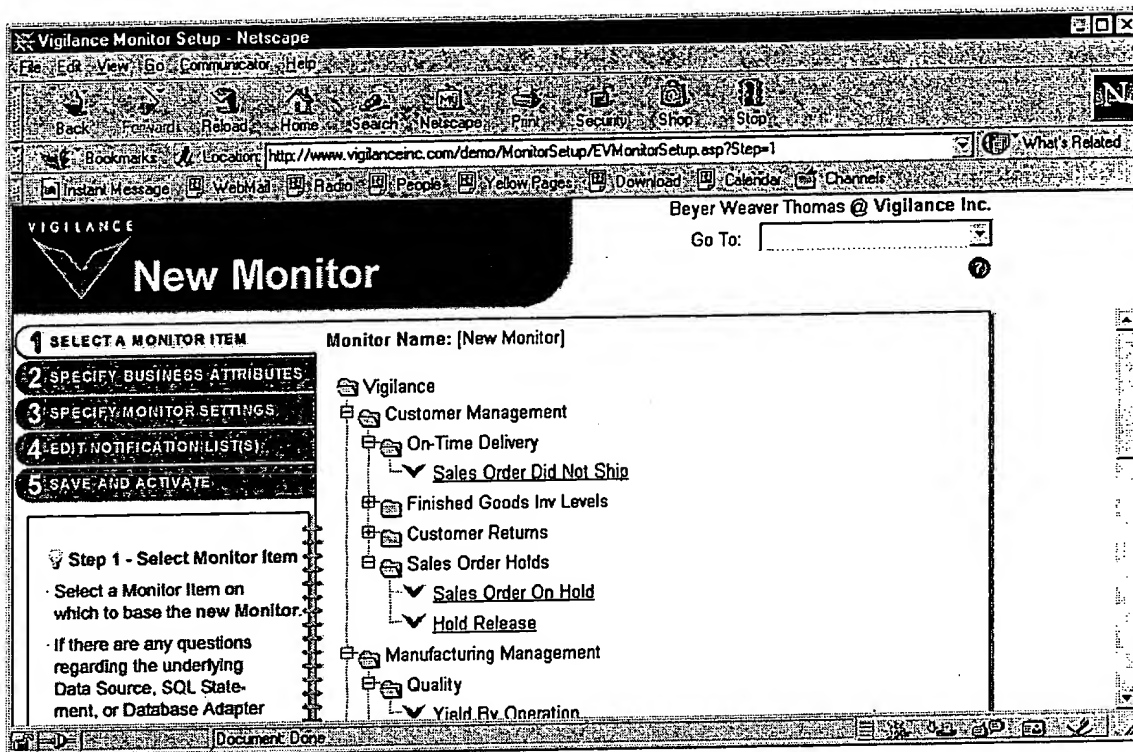 Vigilance Monitor Setup - Netscape
File Edit View Go Communicator Help
Back Forward Reload Home Search Netscape Print Security Shop Stop
Bookmarks Location: http://www.vigilanceinc.com/demo/MonitorSetup/EVMonitorSetup.asp?Step=1 What's Related
Instant Message WebMail Radio People Yellow Pages Download Calendar Channels
VIGILANCE
New Monitor
Beyer Weaver Thomas @ Vigilance Inc.
Go To:
?
1 SELECT A MONITOR ITEM
2 SPECIFY BUSINESS ATTRIBUTES
3 SPECIFY MONITOR SETTINGS
4 EDIT NOTIFICATION LIST(S)
5 SAVE AND ACTIVATE
Step 1 - Select Monitor Item
· Select a Monitor Item on
which to base the new Monitor.
· If there are any questions
regarding the underlying
Data Source, SQL State-
ment, or Database Adapter
Monitor Name: [New Monitor]
Vigilance
Customer Management
On-Time Delivery
Sales Order Did Not Ship
Finished Goods Inv Levels
Customer Returns
Sales Order Holds
Sales Order On Hold
Hold Release
Manufacturing Management
Quality
Yield By Operation
Document: Done